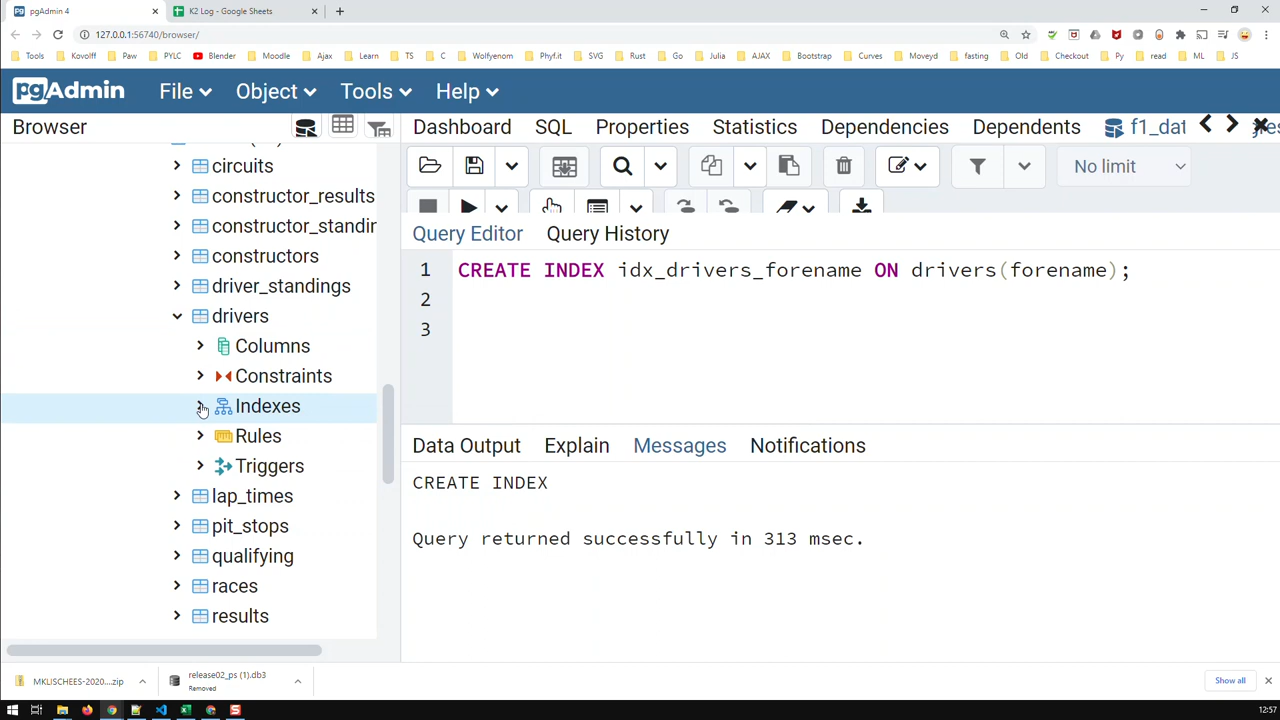 pgAdmin 4
K2 Log - Google Sheets
127.0.0.1:56740/browser/
Tools Kovolff Paw PYLC Blender Moodle Ajax Learn TS C Wolfyenom Phyf.it SVG Rust Go Julia AJAX Bootstrap Curves Moveyd fasting Old Checkout Py read ML JS
pgAdmin File Object Tools Help
Browser
Dashboard SQL Properties Statistics Dependencies Dependents f1_dat
No limit
Query Editor Query History
circuits
constructor_results
constructor_standin
constructors
driver_standings
drivers
Columns
Constraints
Indexes
Rules
Triggers
lap_times
pit_stops
qualifying
races
results
1 CREATE INDEX idx_drivers_forename ON drivers(forename);
2
3
Data Output Explain Messages Notifications
CREATE INDEX
Query returned successfully in 313 msec.
MKLISCHEES-2020....zip
release02_ps (1).db3
Removed
Show all
12:57